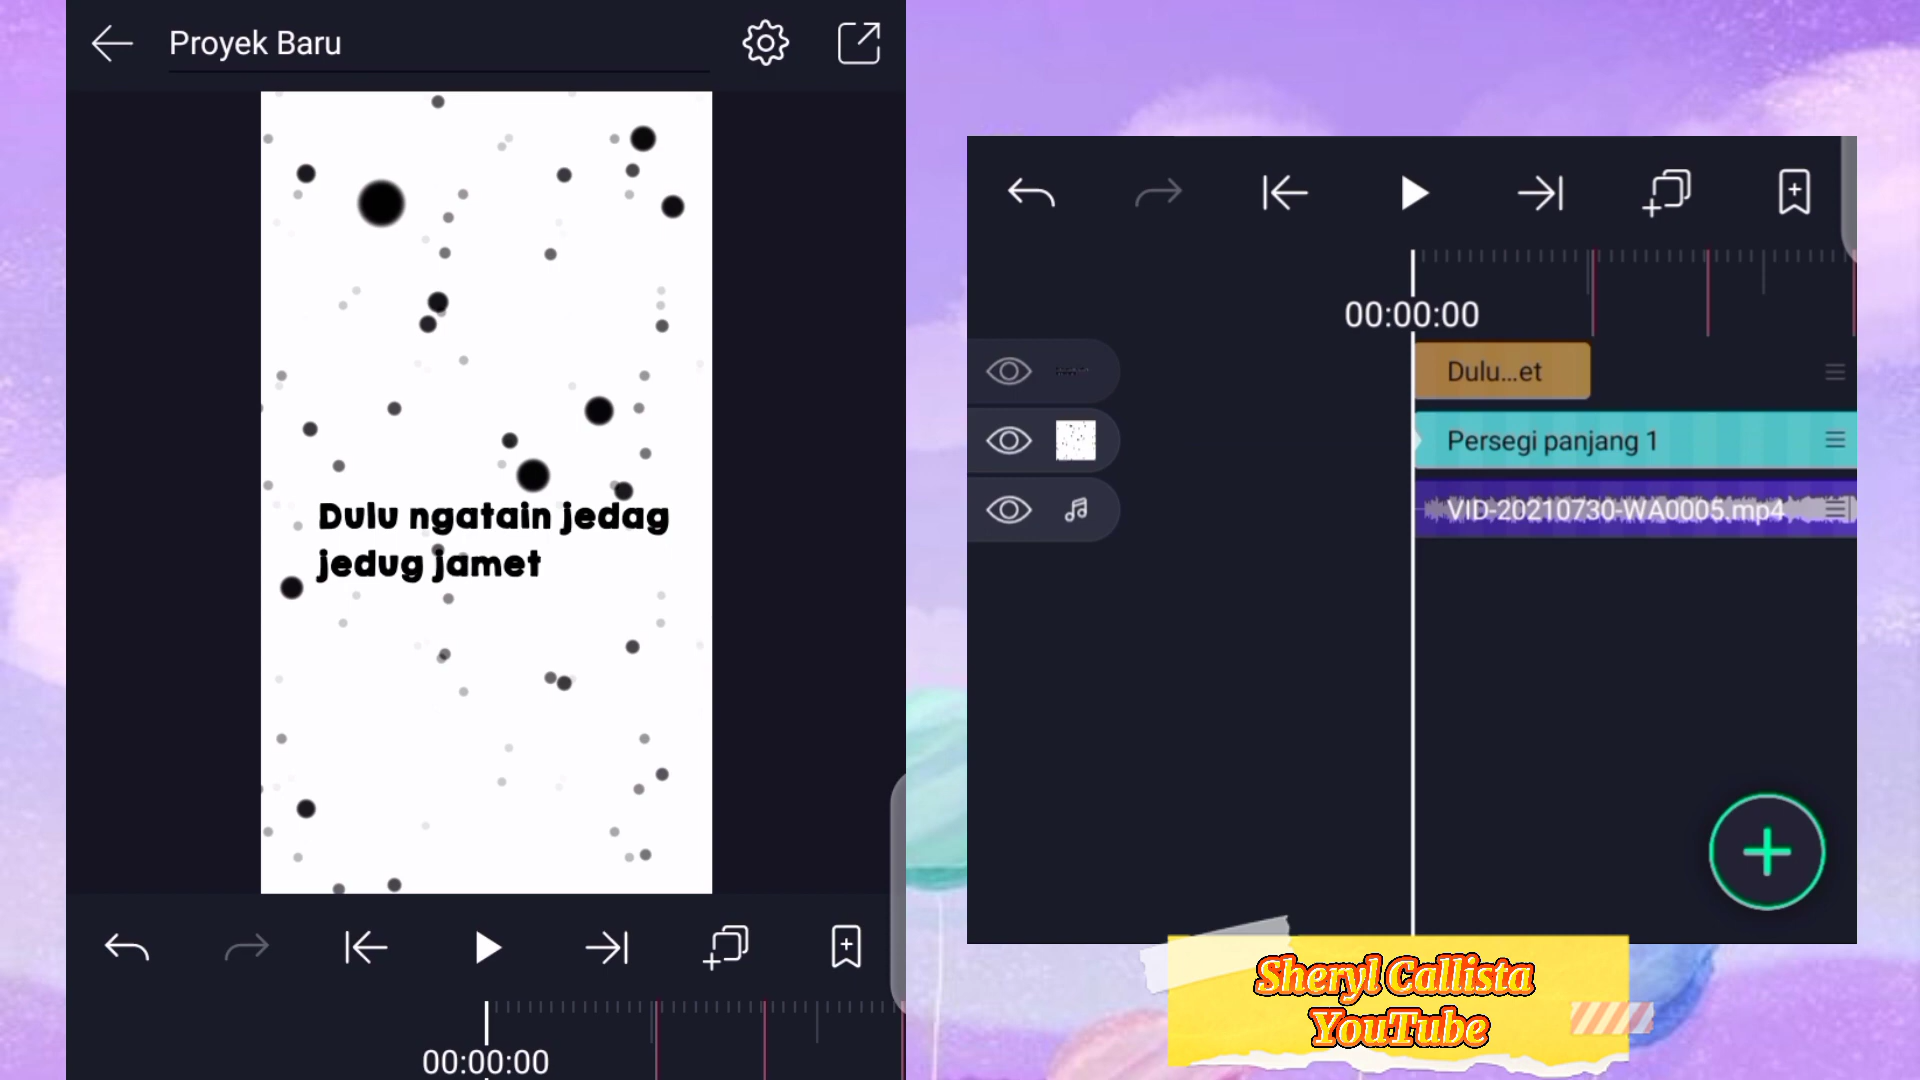 Proyek Baru
Dulu ngatain jedag
jedug jamet
00:00:00
00:00:00
Dulu...et
Persegi panjang 1
VID-20210730-WA0005.mp4
Sheryl Callista
YouTube